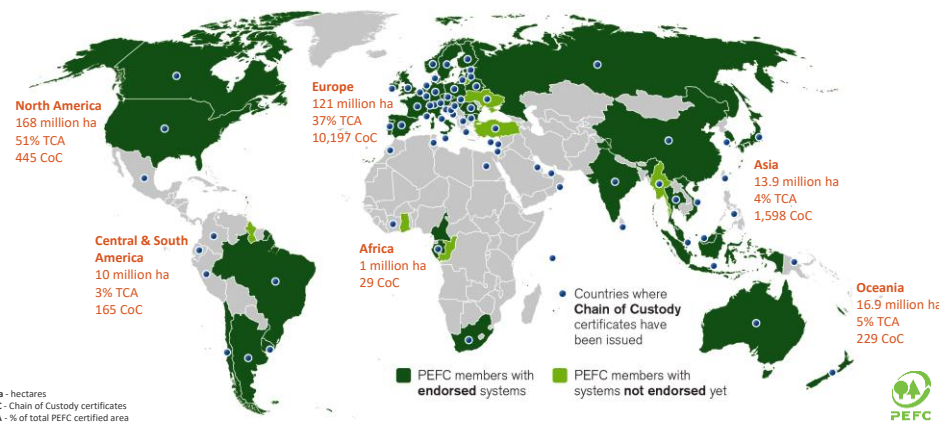 North America
168 million ha
51% TCA
445 CoC
Europe
121 million ha
37% TCA
10,197 CoC
Asia
13.9 million ha
4% TCA
1,598 CoC
Central & South
America
10 million ha
3% TCA
165 CoC
Africa
1 million ha
29 CoC
Oceania
16.9 million ha
5% TCA
229 CoC
Countries where
Chain of Custody
certificates have
been issued
PEFC members with
endorsed systems
PEFC members with
systems not endorsed yet
a - hectares
C - Chain of Custody certificates
A - % of total PEFC certified area
PEFC